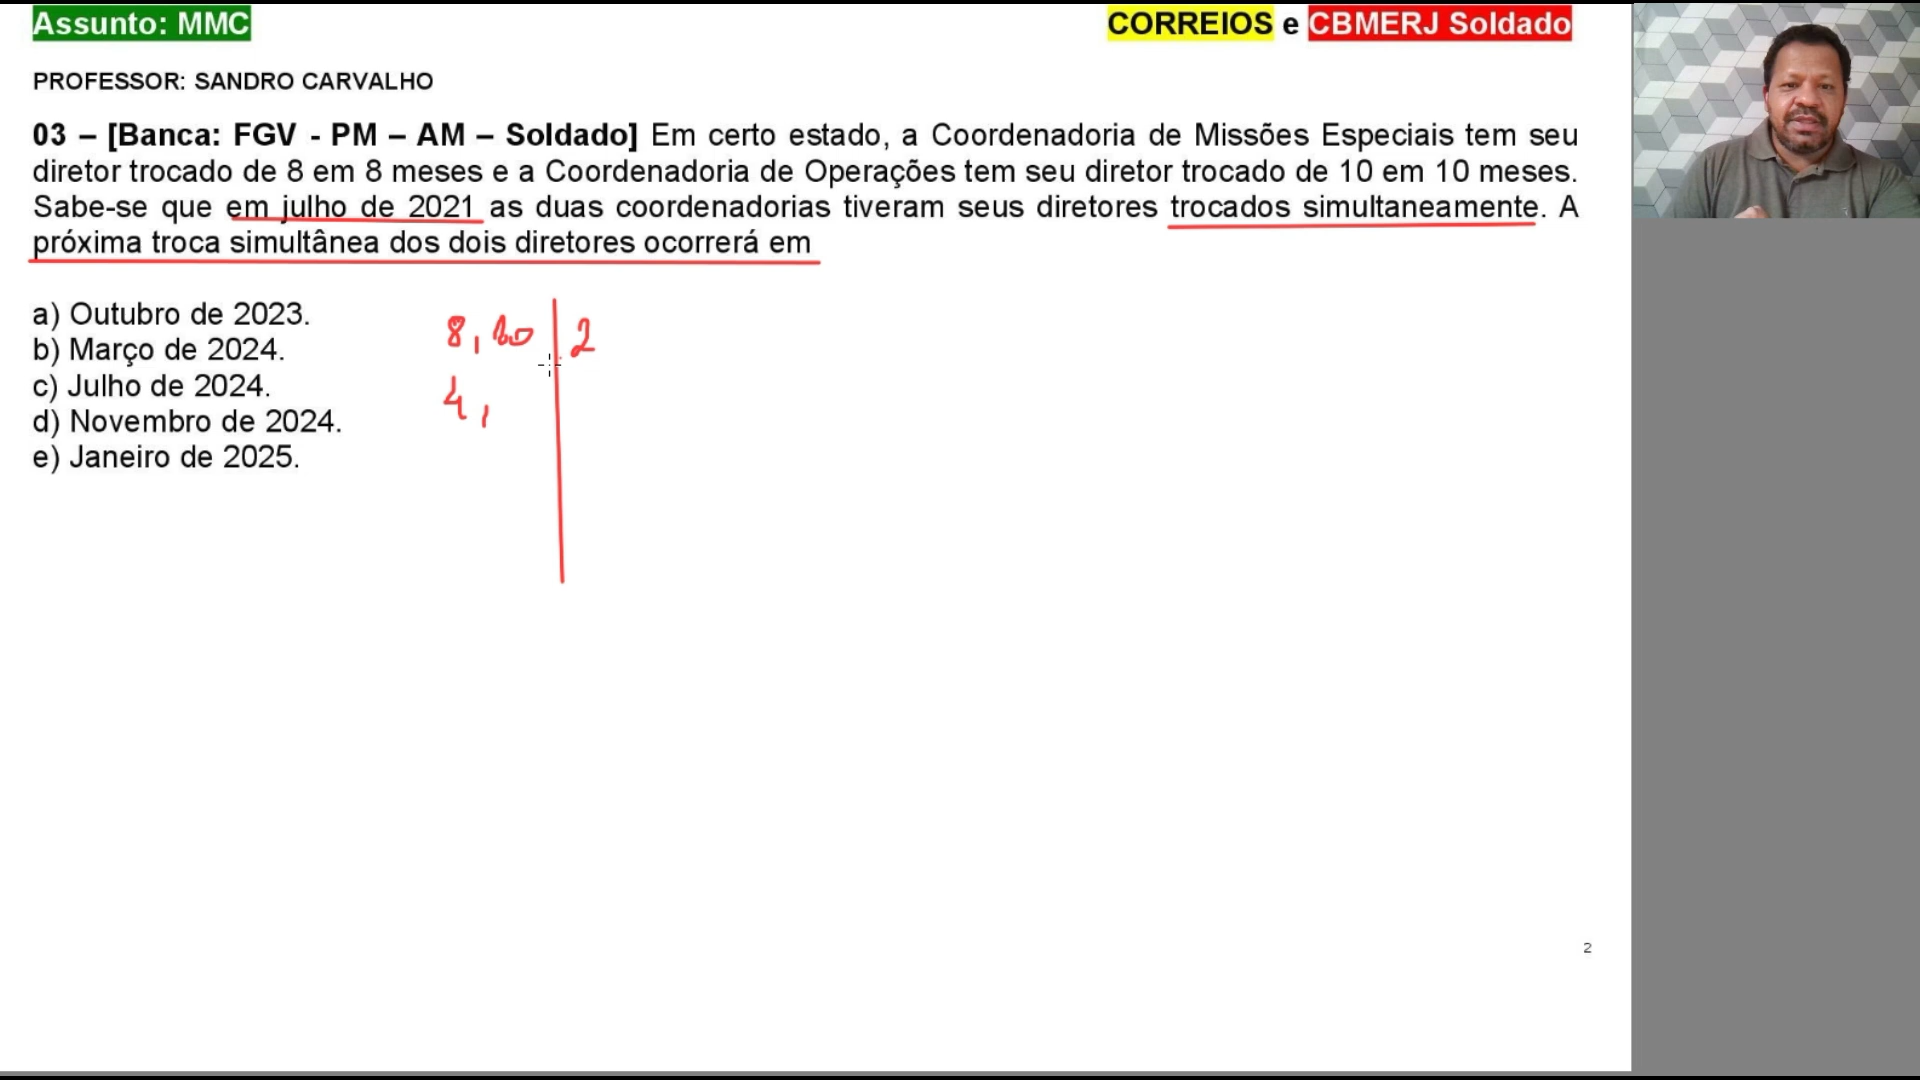 Assunto: MMC
CORREIOS e CBMERJ Soldado
PROFESSOR: SANDRO CARVALHO
03 – [Banca: FGV - PM – AM – Soldado] Em certo estado, a Coordenadoria de Missões Especiais tem seu
diretor trocado de 8 em 8 meses e a Coordenadoria de Operações tem seu diretor trocado de 10 em 10 meses.
Sabe-se que em julho de 2021 as duas coordenadorias tiveram seus diretores trocados simultaneamente. A
próxima troca simultânea dos dois diretores ocorrerá em
a) Outubro de 2023.
b) Março de 2024.
c) Julho de 2024.
d) Novembro de 2024.
e) Janeiro de 2025.
8, 10 | 2
4,
2